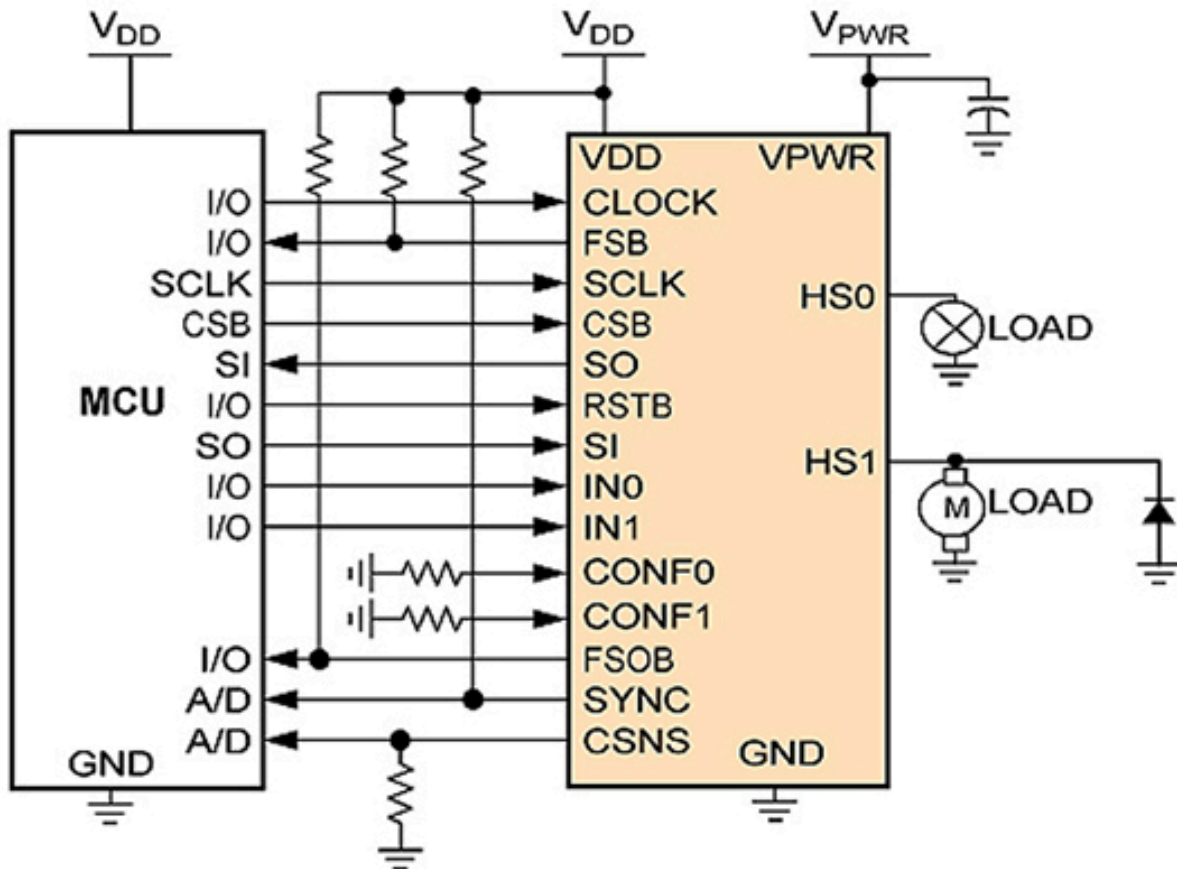 VDD
VDD
VPWR
VDD
VPWR
I/O
CLOCK
I/O
FSB
SCLK
SCLK
HS0
CSB
CSB
LOAD
SI
SO
MCU
I/O
RSTB
SO
SI
HS1
I/O
IN0
M
LOAD
I/O
IN1
CONF0
CONF1
I/O
FSOB
A/D
SYNC
A/D
CSNS
GND
GND